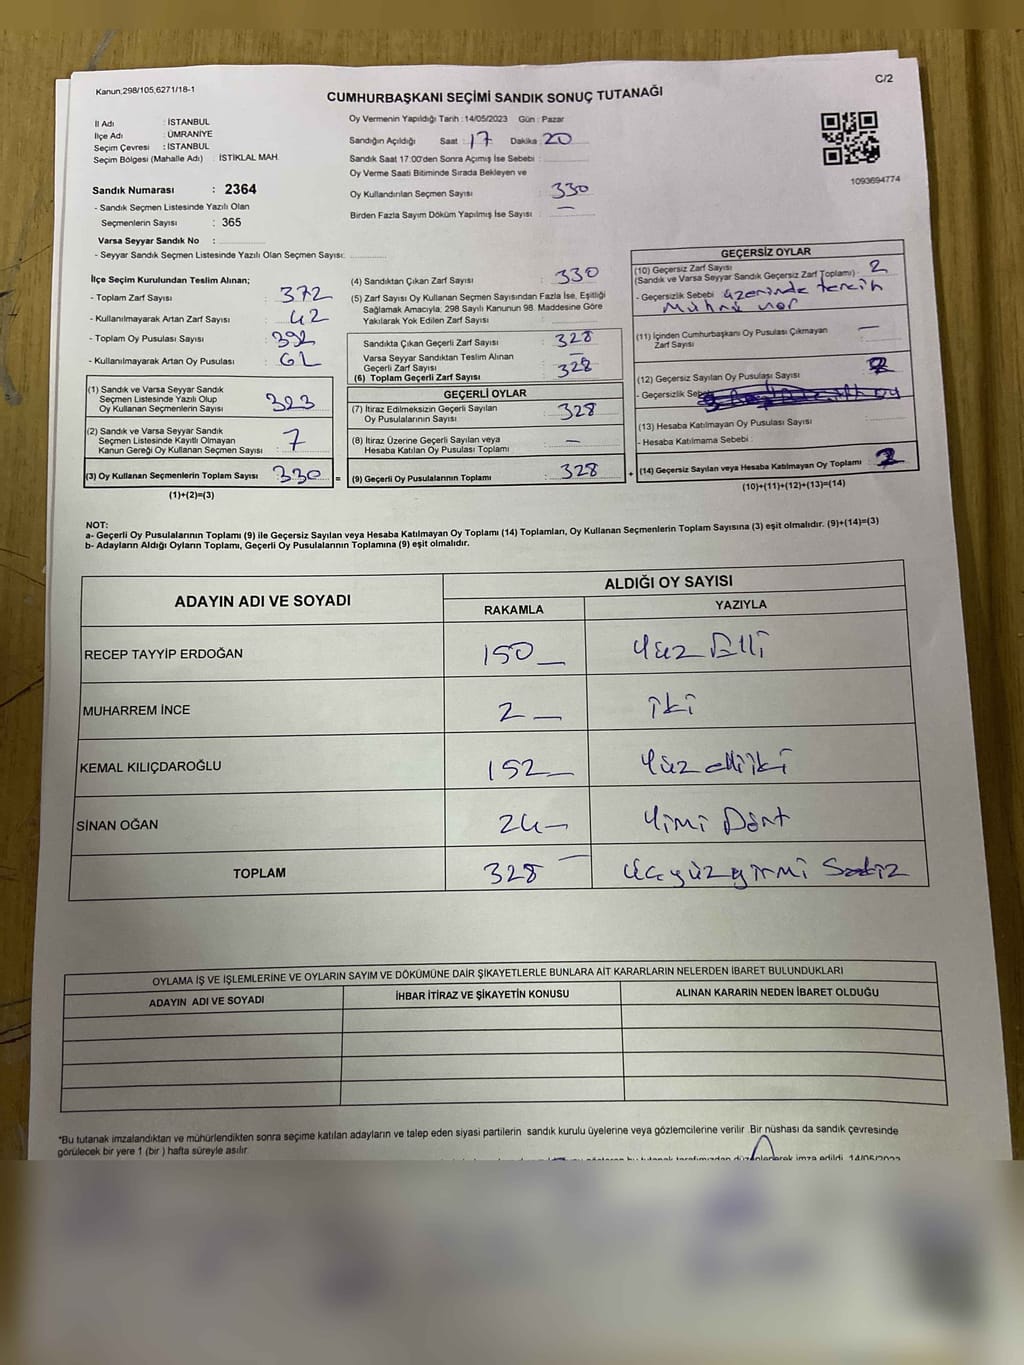 Kanun,298/105,6271/18-1
C/2
CUMHURBAŞKANI SEÇİMİ SANDIK SONUÇ TUTANAĞI
İl Adı : İSTANBUL
İlçe Adı : ÜMRANİYE
Seçim Çevresi : İSTANBUL
Seçim Bölgesi (Mahalle Adı) : İSTİKLAL MAH.
Sandık Numarası : 2364
- Sandık Seçmen Listesinde Yazılı Olan
Seçmenlerin Sayısı : 365
Varsa Seyyar Sandık No :
- Seyyar Sandık Seçmen Listesinde Yazılı Olan Seçmen Sayısı:
Oy Vermenin Yapıldığı Tarih :14/05/2023 Gün : Pazar
Sandığın Açıldığı Saat : 17 Dakika : 20
Sandık Saat 17:00'den Sonra Açımış İse Sebebi :
Oy Verme Saati Bitiminde Sırada Bekleyen ve
Oy Kullandırılan Seçmen Sayısı : 330
Birden Fazla Sayım Döküm Yapılmış İse Sayısı : —
1093694774
İlçe Seçim Kurulundan Teslim Alınan;
- Toplam Zarf Sayısı : 372
- Kullanılmayarak Artan Zarf Sayısı : 42
- Toplam Oy Pusulası Sayısı : 392
- Kullanılmayarak Artan Oy Pusulası :
(1) Sandık ve Varsa Seyyar Sandık
Seçmen Listesinde Yazılı Olup
Oy Kullanan Seçmenlerin Sayısı : 323
(2) Sandık ve Varsa Seyyar Sandık
Seçmen Listesinde Kayıtlı Olmayan
Kanun Gereği Oy Kullanan Seçmen Sayısı : 7
(3) Oy Kullanan Seçmenlerin Toplam Sayısı : 330
(1)+(2)=(3)
(4) Sandıktan Çıkan Zarf Sayısı : 330
(5) Zarf Sayısı Oy Kullanan Seçmen Sayısından Fazla İse, Eşitliği
Sağlamak Amacıyla, 298 Sayılı Kanunun 98. Maddesine Göre
Yakılarak Yok Edilen Zarf Sayısı :
Sandıkta Çıkan Geçerli Zarf Sayısı : 328
Varsa Seyyar Sandıktan Teslim Alınan
Geçerli Zarf Sayısı : —
(6) Toplam Geçerli Zarf Sayısı : 328
GEÇERLİ OYLAR
(7) İtiraz Edilmeksizin Geçerli Sayılan
Oy Pusulalarının Sayısı : 328
(8) İtiraz Üzerine Geçerli Sayılan veya
Hesaba Katılan Oy Pusulası Toplamı : —
(9) Geçerli Oy Pusulalarının Toplamı : 328
GEÇERSİZ OYLAR
(10) Geçersiz Zarf Sayısı
(Sandık ve Varsa Seyyar Sandık Geçersiz Zarf Toplamı) : 2
- Geçersizlik Sebebi : üzerinde tercih
mührü
(11) İçinden Cumhurbaşkanı Oy Pusulası Çıkmayan
Zarf Sayısı : —
(12) Geçersiz Sayılan Oy Pusulası Sayısı :
- Geçersizlik Sebebi
(13) Hesaba Katılmayan Oy Pusulası Sayısı :
- Hesaba Katılmama Sebebi :
(14) Geçersiz Sayılan veya Hesaba Katılmayan Oy Toplamı : 2
(10)+(11)+(12)+(13)=(14)
NOT:
a- Geçerli Oy Pusulalarının Toplamı (9) ile Geçersiz Sayılan veya Hesaba Katılmayan Oy Toplamı (14) Toplamları, Oy Kullanan Seçmenlerin Toplam Sayısına (3) eşit olmalıdır. (9)+(14)=(3)
b- Adayların Aldığı Oyların Toplamı, Geçerli Oy Pusulalarının Toplamına (9) eşit olmalıdır.
ADAYIN ADI VE SOYADI
ALDIĞI OY SAYISI
RAKAMLA YAZIYLA
RECEP TAYYİP ERDOĞAN 150 Yüz Elli
MUHARREM İNCE 2 iki
KEMAL KILIÇDAROĞLU 152 Yüz elliiki
SİNAN OĞAN 24 Yimi Dört
TOPLAM 328 üçyüzyirmi Sekiz
OYLAMA İŞ VE İŞLEMLERİNE VE OYLARIN SAYIM VE DÖKÜMÜNE DAİR ŞİKAYETLERLE BUNLARA AİT KARARLARIN NELERDEN İBARET BULUNDUKLARI
ADAYIN ADI VE SOYADI İHBAR İTİRAZ VE ŞİKAYETİN KONUSU ALINAN KARARIN NEDEN İBARET OLDUĞU
*Bu tutanak imzalandıktan ve mühürlendikten sonra seçime katılan adayların ve talep eden siyasi partilerin sandık kurulu üyelerine veya gözlemcilerine verilir. Bir nüshası da sandık çevresinde
görülecek bir yere 1 (bir ) hafta süreyle asılır.